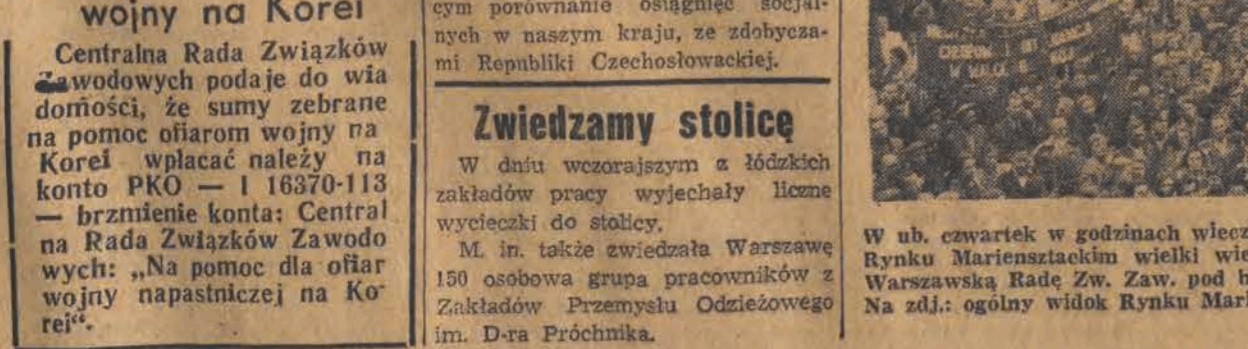 wojny na Korei
Centralna Rada Związków
Zawodowych podaje do wia
domości, że sumy zebrane
na pomoc ofiarom wojny na
Korei wpłacać należy na
konto PKO — I 16370-113
— brzmienie konta: Central
na Rada Związków Zawodo
wych: „Na pomoc dla ofiar
wojny napastniczej na Ko-
rei“.
cym porównanie osiągnięć socjal-
nych w naszym kraju, ze zdobycza-
mi Republiki Czechosłowackiej.
Zwiedzamy stolicę
W dniu wczorajszym z łódzkich
zakładów pracy wyjechały liczne
wycieczki do stolicy.
M. in. także zwiedzała Warszawę
150 osobowa grupa pracowników z
Zakładów Przemysłu Odzieżowego
im. D-ra Próchnika.
W ub. czwartek w godzinach wiecz
Rynku Mariensztackim wielki wie
Warszawską Radę Zw. Zaw. pod h
Na zdj.: ogólny widok Rynku Mar